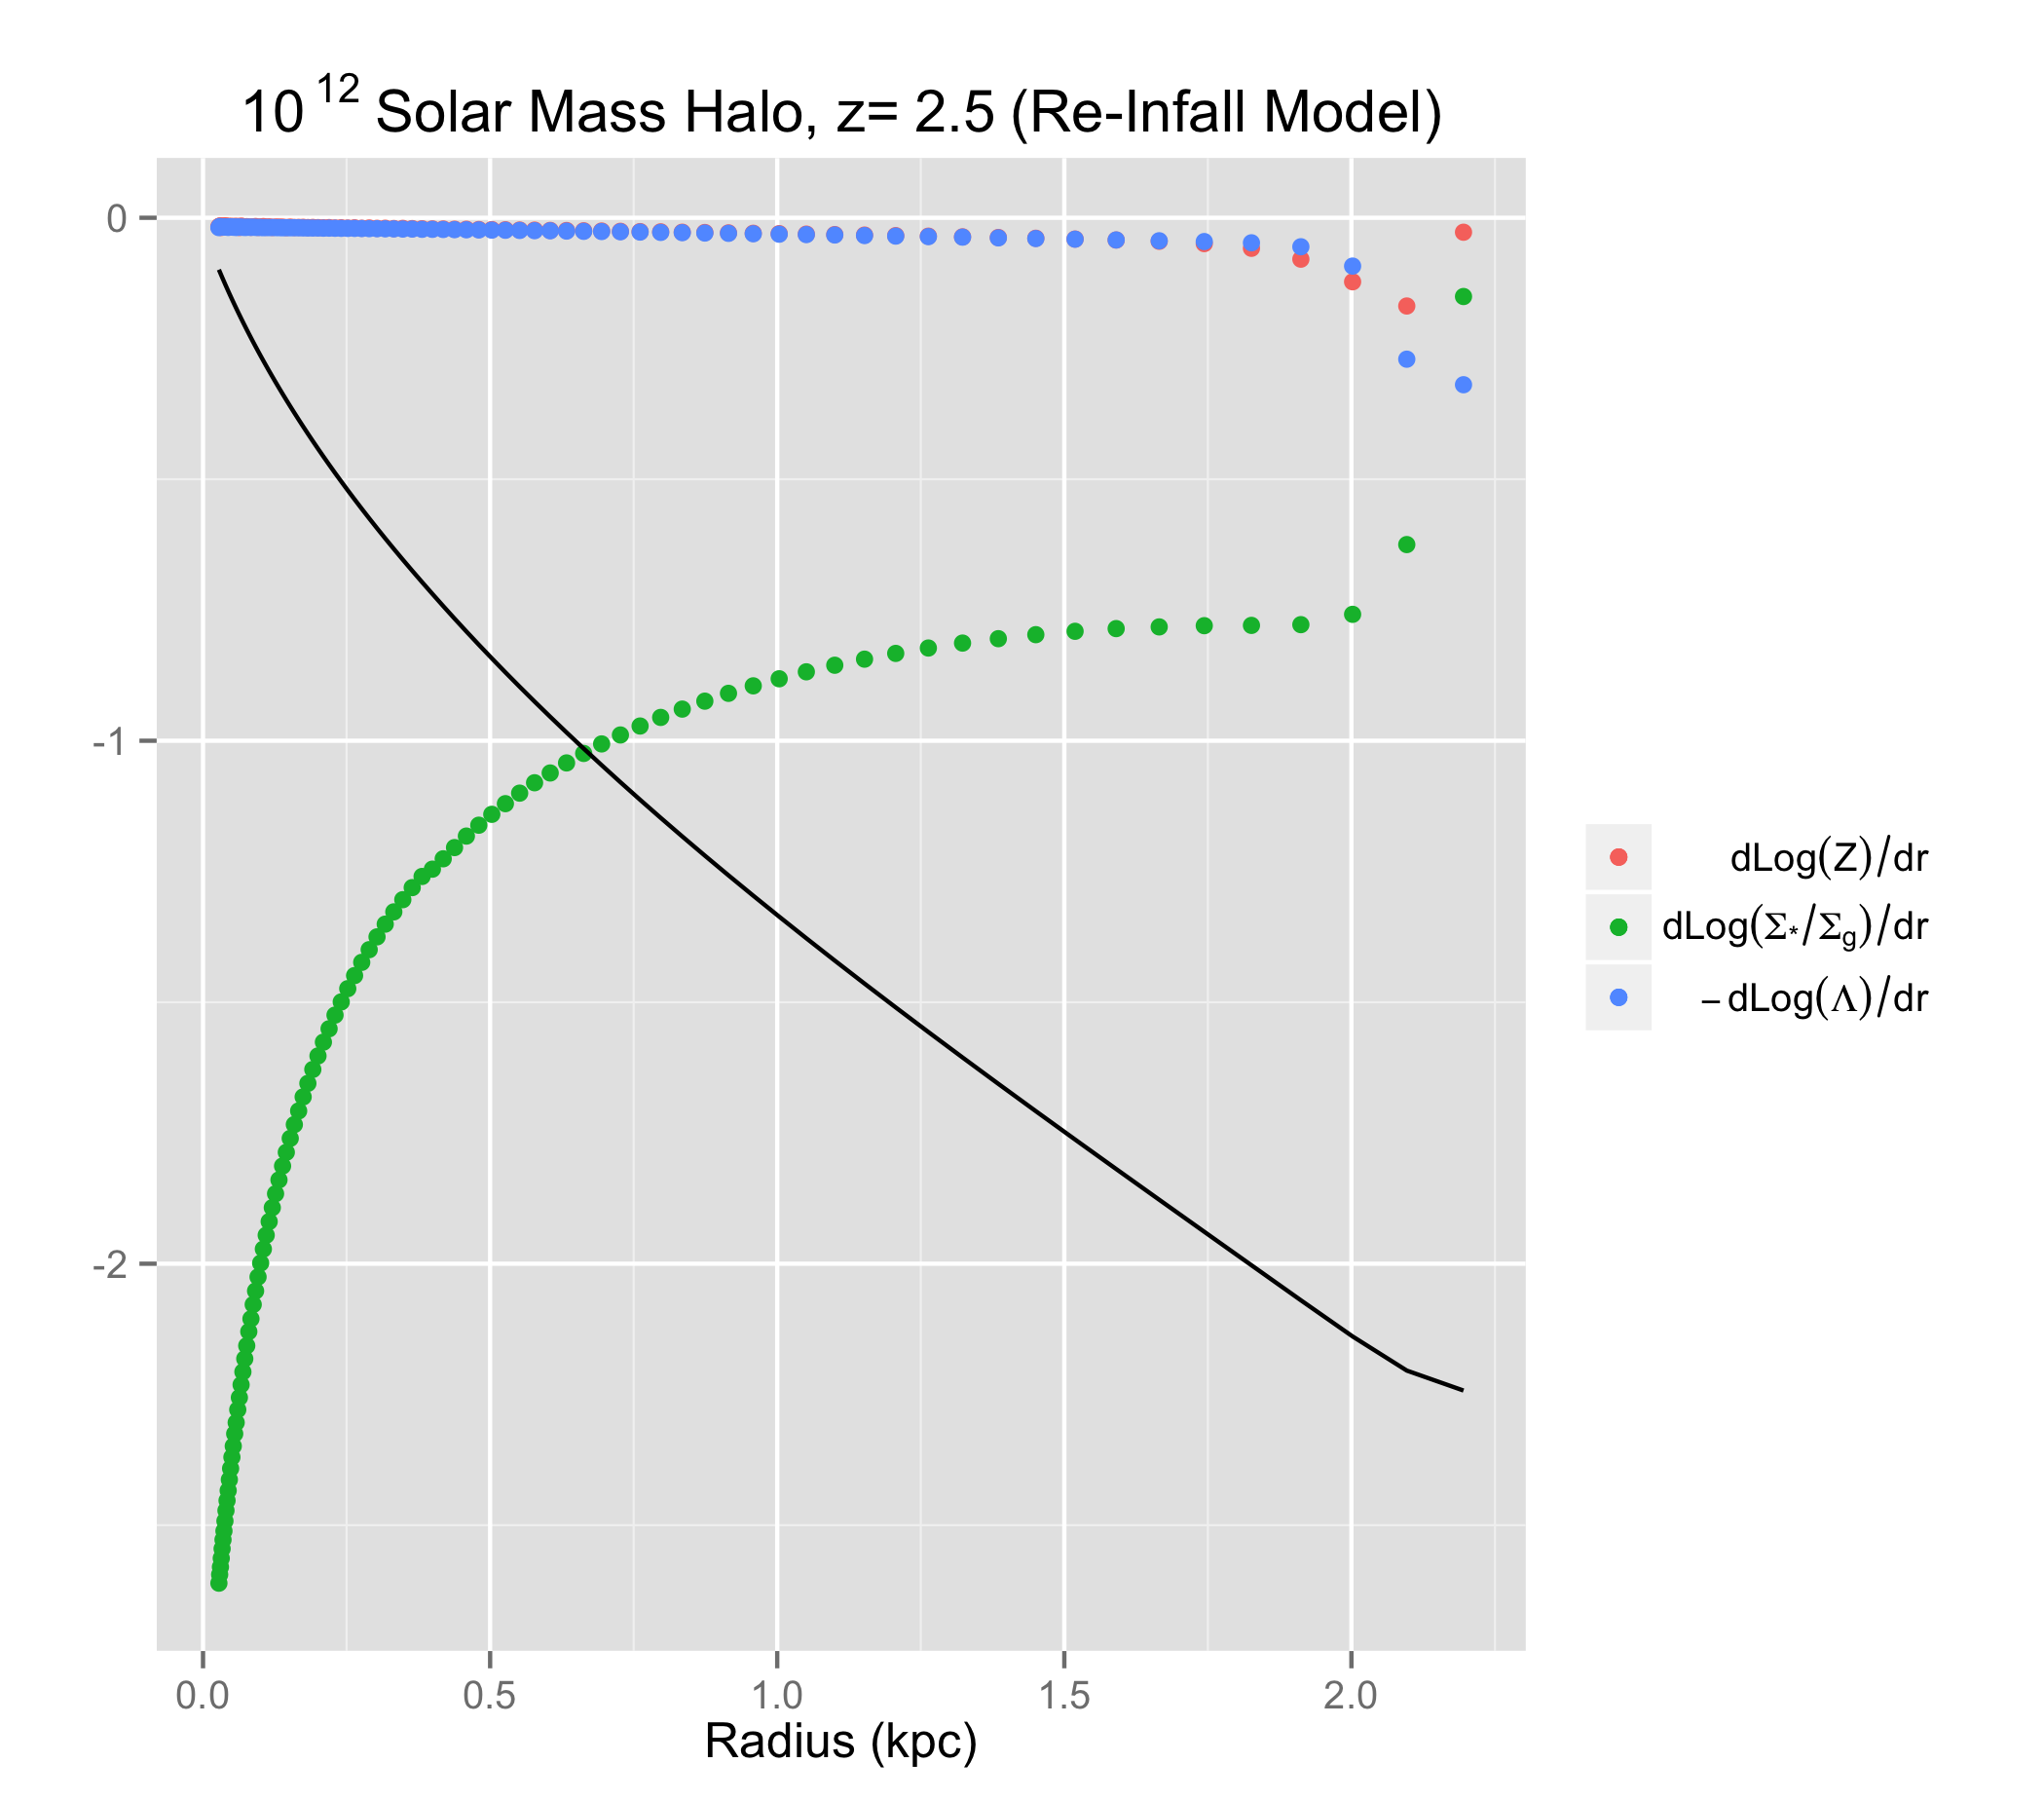 10^12 Solar Mass Halo, z= 2.5 (Re-Infall Model)
0
-1
-2
0.0 0.5 1.0 1.5 2.0
Radius (kpc)
dLog(Z)/dr
dLog(Σ*/Σg)/dr
− dLog(Λ)/dr